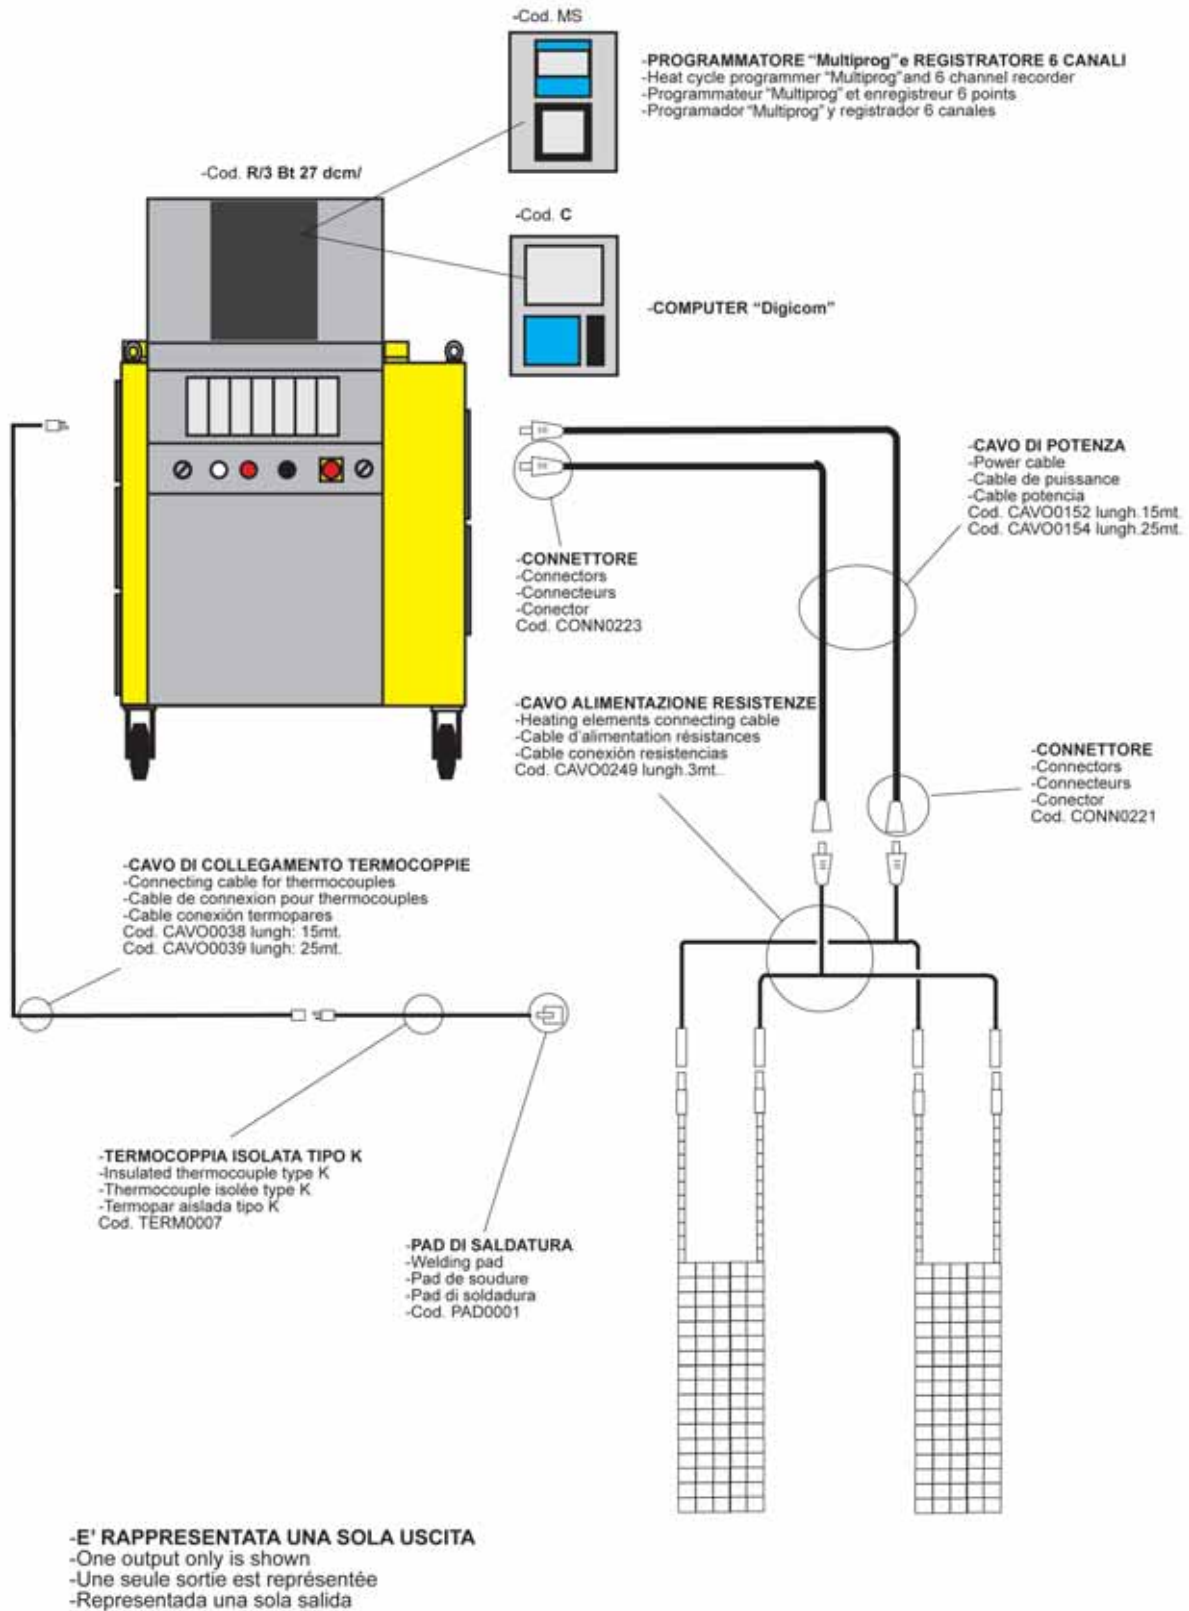 -Cod. MS
-PROGRAMMATORE “Multiprog” e REGISTRATORE 6 CANALI
-Heat cycle programmer “Multiprog” and 6 channel recorder
-Programmateur “Multiprog” et enregistreur 6 points
-Programador “Multiprog” y registrador 6 canales
-Cod. R/3 Bt 27 dcm/
-Cod. C
-COMPUTER “Digicom”
-CAVO DI POTENZA
-Power cable
-Cable de puissance
-Cable potencia
Cod. CAVO0152 lungh.15mt.
Cod. CAVO0154 lungh.25mt.
-CONNETTORE
-Connectors
-Connecteurs
-Conector
Cod. CONN0223
-CAVO ALIMENTAZIONE RESISTENZE
-Heating elements connecting cable
-Cable d'alimentation résistances
-Cable conexión resistencias
Cod. CAVO0249 lungh.3mt..
-CONNETTORE
-Connectors
-Connecteurs
-Conector
Cod. CONN0221
-CAVO DI COLLEGAMENTO TERMOCOPPIE
-Connecting cable for thermocouples
-Cable de connexion pour thermocouples
-Cable conexión termopares
Cod. CAVO0038 lungh: 15mt.
Cod. CAVO0039 lungh: 25mt.
-TERMOCOPPIA ISOLATA TIPO K
-Insulated thermocouple type K
-Thermocouple isolée type K
-Termopar aislada tipo K
Cod. TERM0007
-PAD DI SALDATURA
-Welding pad
-Pad de soudure
-Pad di soldadura
-Cod. PAD0001
-E' RAPPRESENTATA UNA SOLA USCITA
-One output only is shown
-Une seule sortie est représentée
-Representada una sola salida